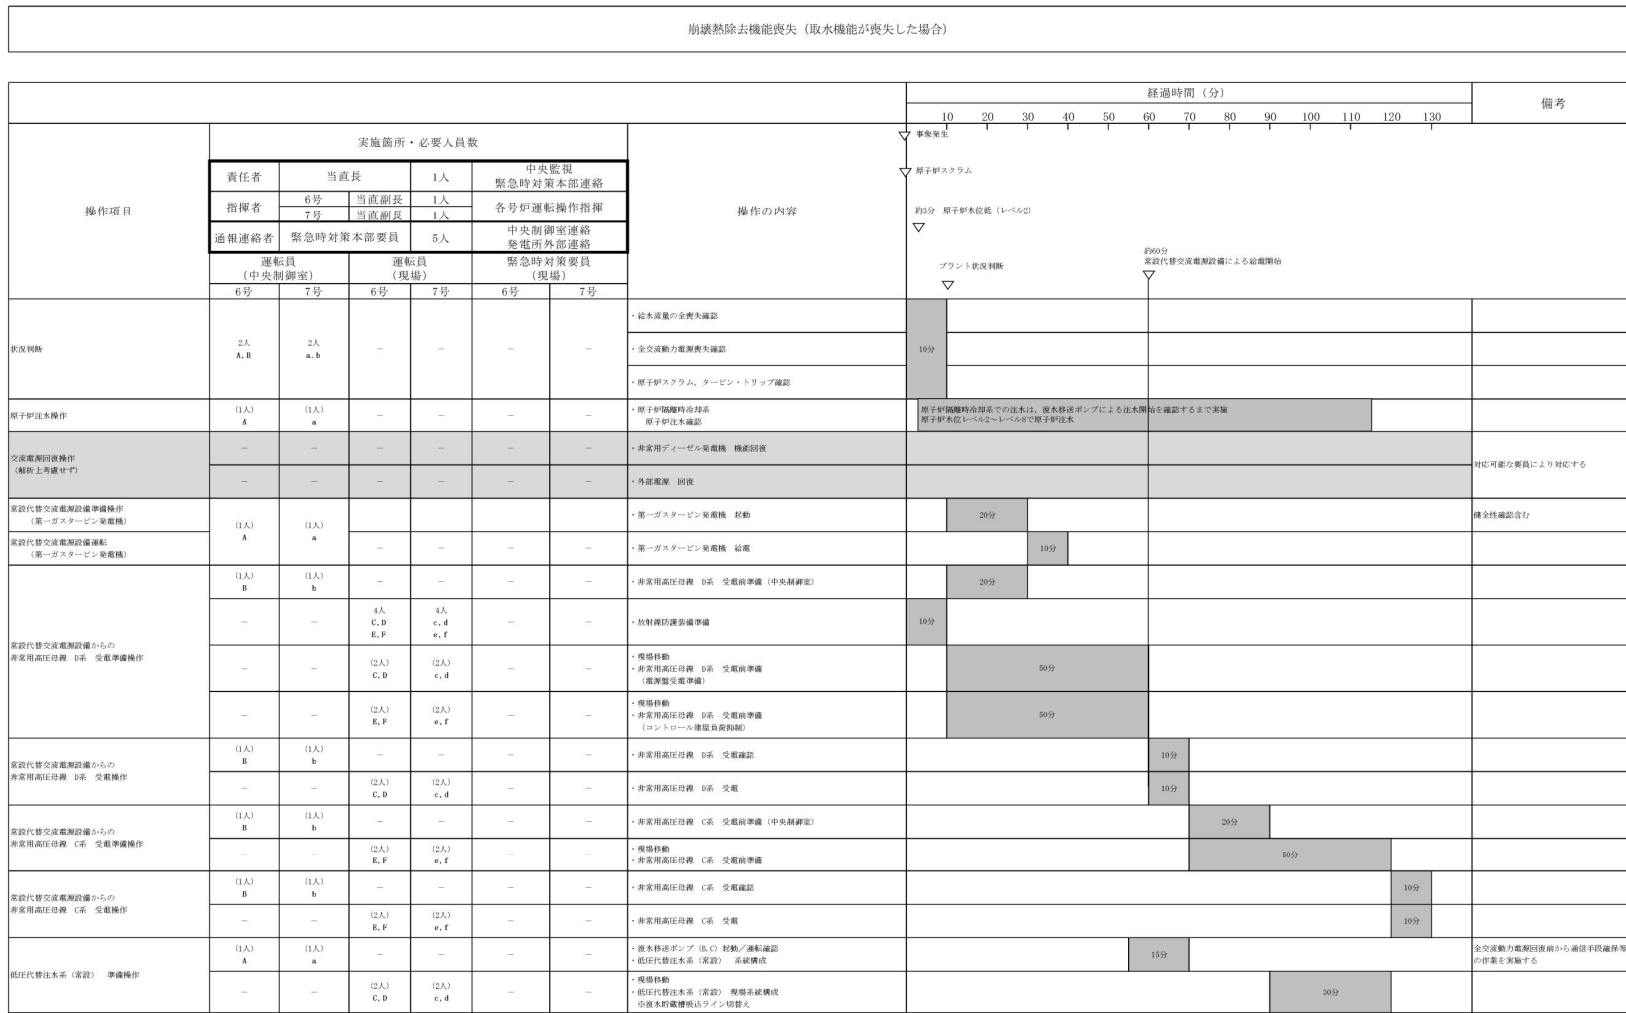 崩壊熱除去機能喪失（取水機能が喪失した場合）
経過時間（分）
備考
10 20 30 40 50 60 70 80 90 100 110 120 130
操作項目
実施箇所・必要人員数
操作の内容
責任者 当直長 1人 中央監視
緊急時対策本部連絡
指揮者 6号 当直副長 1人 各号炉運転操作指揮
7号 当直副長 1人
通報連絡者 緊急時対策本部要員 5人 中央制御室連絡
発電所外部連絡
運転員
（中央制御室）
運転員
（現場）
緊急時対策要員
（現場）
6号 7号 6号 7号 6号 7号
事象発生
原子炉スクラム
約3分 原子炉水位低（レベル2）
プラント状況判断
約60分
常設代替交流電源設備による給電開始
状況判断
2人
A, B
2人
a. b
－ － － －
・給水流量の全喪失確認
・全交流動力電源喪失確認
・原子炉スクラム、タービン・トリップ確認
10分
原子炉注水操作
（1人）
A
（1人）
a
－ － － －
・原子炉隔離時冷却系
原子炉注水確認
原子炉隔離時冷却系での注水は、復水移送ポンプによる注水開始を確認するまで実施
原子炉水位レベル2～レベル8で原子炉注水
交流電源回復操作
（解析上考慮せず）
－ － － － － －
・非常用ディーゼル発電機 機能回復
－ － － － － －
・外部電源 回復
対応可能な要員により対応する
常設代替交流電源設備準備操作
（第一ガスタービン発電機）
（1人）
A
（1人）
a
・第一ガスタービン発電機 起動
20分
健全性確認含む
常設代替交流電源設備運転
（第一ガスタービン発電機）
－ － － －
・第一ガスタービン発電機 給電
10分
常設代替交流電源設備からの
非常用高圧母線 D系 受電準備操作
（1人）
B
（1人）
b
－ － － －
・非常用高圧母線 D系 受電前準備（中央制御室）
20分
－ －
4人
C, D
E, F
4人
c, d
e, f
－ －
・放射線防護装備準備
10分
－ －
（2人）
C, D
（2人）
c, d
－ －
・現場移動
・非常用高圧母線 D系 受電前準備
（電源盤受電準備）
50分
－ －
（2人）
E, F
（2人）
e, f
－ －
・現場移動
・非常用高圧母線 D系 受電前準備
（コントロール建屋負荷抑制）
50分
常設代替交流電源設備からの
非常用高圧母線 D系 受電操作
（1人）
B
（1人）
b
－ － － －
・非常用高圧母線 D系 受電確認
10分
－ －
（2人）
C, D
（2人）
c, d
－ －
・非常用高圧母線 D系 受電
10分
常設代替交流電源設備からの
非常用高圧母線 C系 受電準備操作
（1人）
B
（1人）
b
－ － － －
・非常用高圧母線 C系 受電前準備（中央制御室）
20分
－ －
（2人）
E, F
（2人）
e, f
－ －
・現場移動
・非常用高圧母線 C系 受電前準備
50分
常設代替交流電源設備からの
非常用高圧母線 C系 受電操作
（1人）
B
（1人）
b
－ － － －
・非常用高圧母線 C系 受電確認
10分
－ －
（2人）
E, F
（2人）
e, f
－ －
・非常用高圧母線 C系 受電
10分
低圧代替注水系（常設） 準備操作
（1人）
A
（1人）
a
－ － － －
・復水移送ポンプ（B, C）起動／運転確認
・低圧代替注水系（常設） 系統構成
15分
全交流動力電源回復前から通信手段確保等
の作業を実施する
－ －
（2人）
C, D
（2人）
c, d
－ －
・現場移動
・低圧代替注水系（常設） 現場系統構成
※復水貯蔵槽吸込ライン切替え
30分